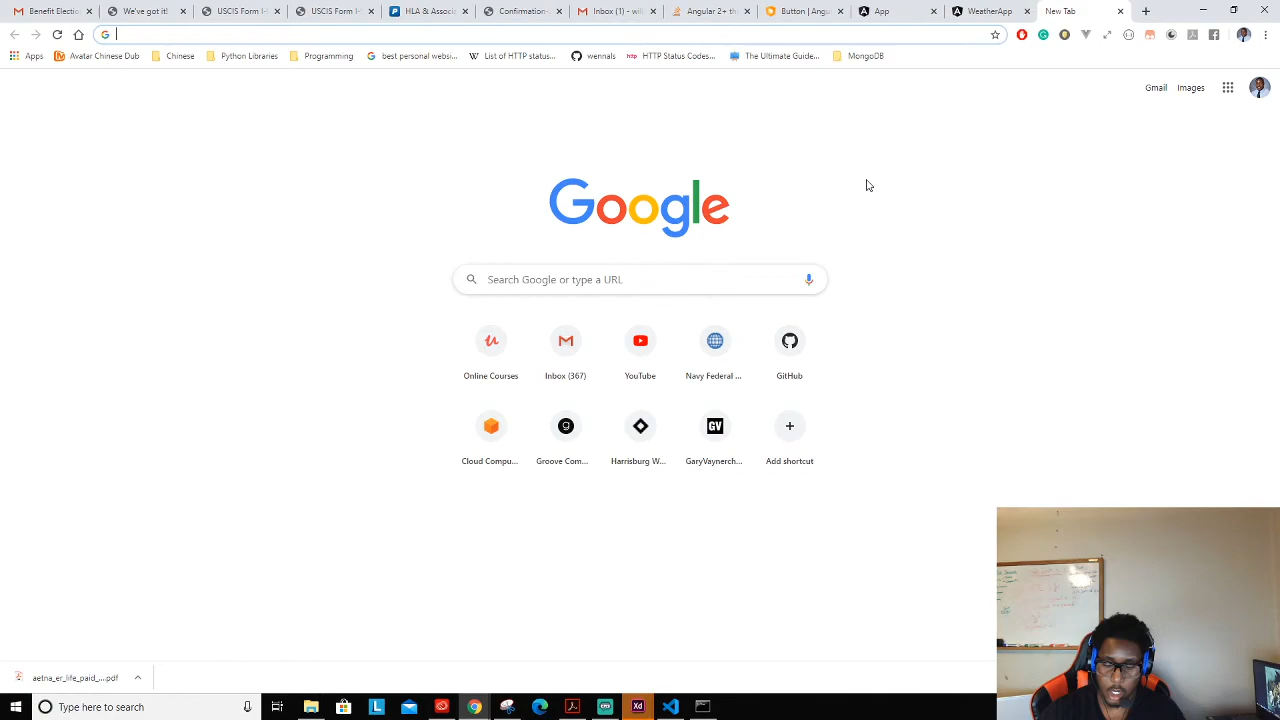 Benefit Election
We've got it!
USCIS Form I-
USCIS Form I-
HLA & Associ
Confirmation-
Inbox (1) - will
Angular 2+ th
Button | Angu
App
WeatherApp
New Tab
Apps
Avatar Chinese Dub
Chinese
Python Libraries
Programming
best personal websi...
List of HTTP status...
wennals
HTTP Status Codes...
The Ultimate Guide...
MongoDB
Gmail
Images
Google
Search Google or type a URL
Online Courses
Inbox (367)
YouTube
Navy Federal ...
GitHub
Cloud Compu...
Groove Com...
Harrisburg W...
GaryVaynerch...
Add shortcut
aetna_er_life_paid_....pdf
Type here to search